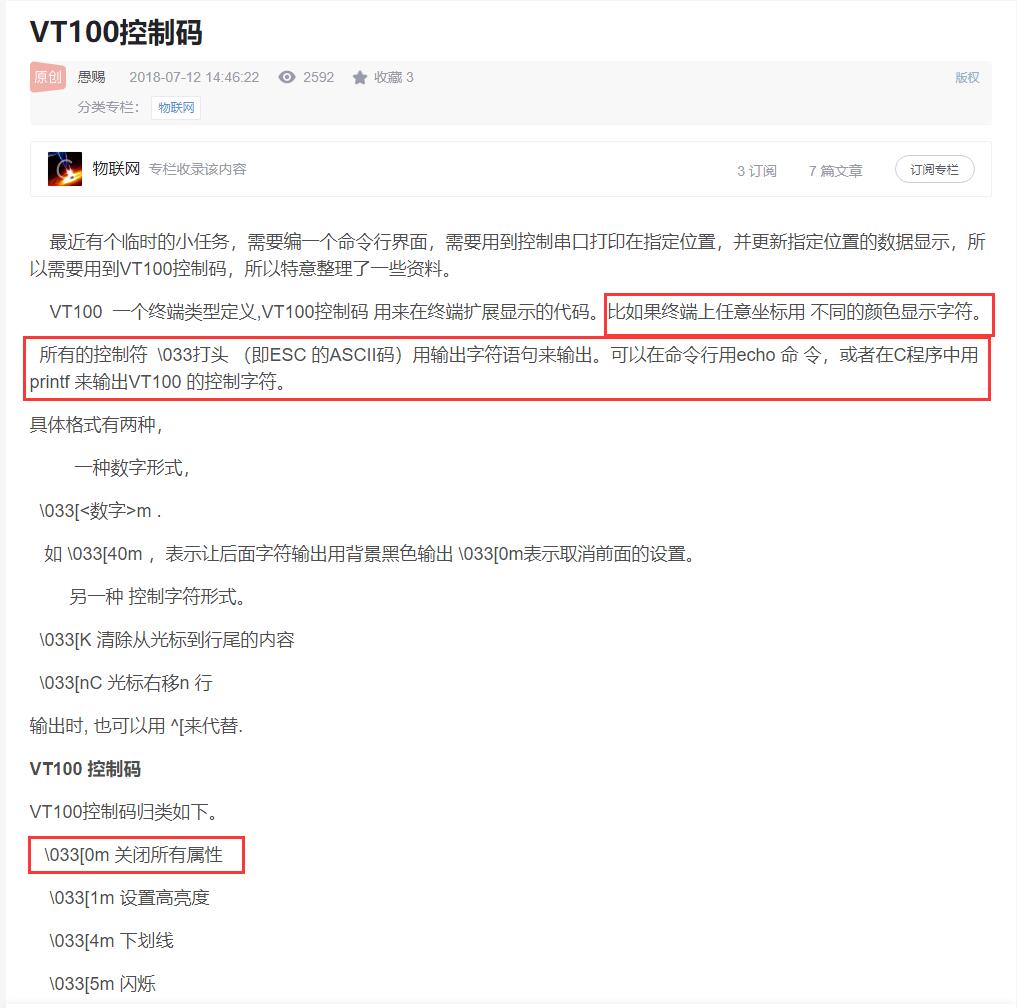 VT100控制码
原创 愚赐 2018-07-12 14:46:22 2592 收藏 3 版权
分类专栏： 物联网
物联网 专栏收录该内容 3 订阅 7 篇文章 订阅专栏
最近有个临时的小任务，需要编一个命令行界面，需要用到控制串口打印在指定位置，并更新指定位置的数据显示，所
以需要用到VT100控制码，所以特意整理了一些资料。
VT100 一个终端类型定义,VT100控制码 用来在终端扩展显示的代码。比如果终端上任意坐标用 不同的颜色显示字符。
所有的控制符 \033打头 （即ESC 的ASCII码）用输出字符语句来输出。可以在命令行用echo 命 令，或者在C程序中用
printf 来输出VT100 的控制字符。
具体格式有两种，
一种数字形式，
\033[<数字>m .
如 \033[40m ，表示让后面字符输出用背景黑色输出 \033[0m表示取消前面的设置。
另一种 控制字符形式。
\033[K 清除从光标到行尾的内容
\033[nC 光标右移n 行
输出时, 也可以用 ^[来代替.
VT100 控制码
VT100控制码归类如下。
\033[0m 关闭所有属性
\033[1m 设置高亮度
\033[4m 下划线
\033[5m 闪烁